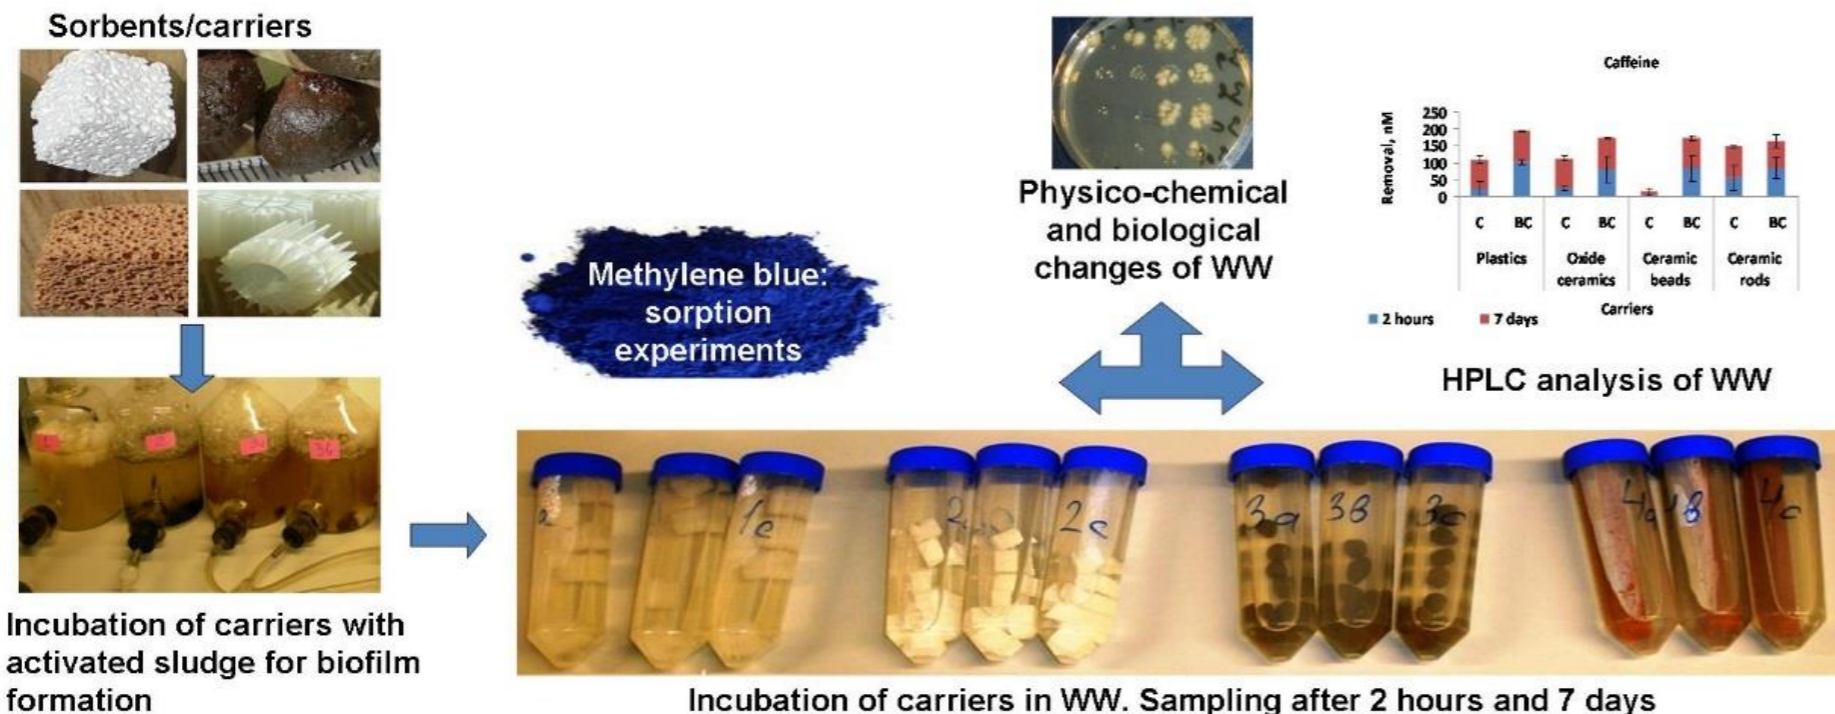 Sorbents/carriers
Incubation of carriers with
activated sludge for biofilm
formation
Methylene blue:
sorption
experiments
Physico-chemical
and biological
changes of WW
Caffeine
Removal, nM
250
200
150
100
50
0
C BC C BC C BC C BC
Plastics Oxide ceramics Ceramic beads Ceramic rods
Carriers
2 hours 7 days
HPLC analysis of WW
1c 2c 3a 3B 3c 4c
Incubation of carriers in WW. Sampling after 2 hours and 7 days